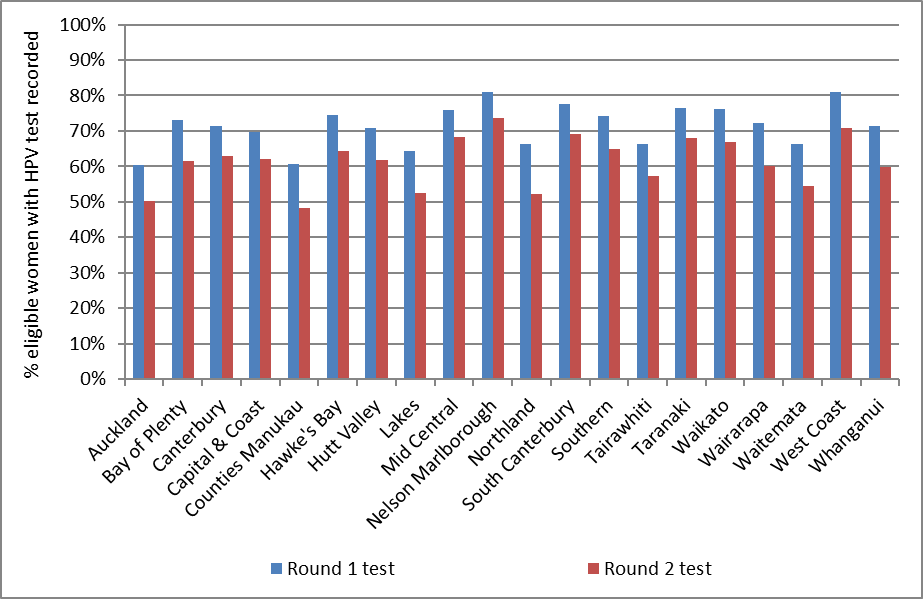 % eligible women with HPV test recorded
100%
90%
80%
70%
60%
50%
40%
30%
20%
10%
0%
Auckland
Bay of Plenty
Canterbury
Capital & Coast
Counties Manukau
Hawke's Bay
Hutt Valley
Lakes
Mid Central
Nelson Marlborough
Northland
South Canterbury
Southern
Tairawhiti
Taranaki
Waikato
Wairarapa
Waitemata
West Coast
Whanganui
Round 1 test
Round 2 test